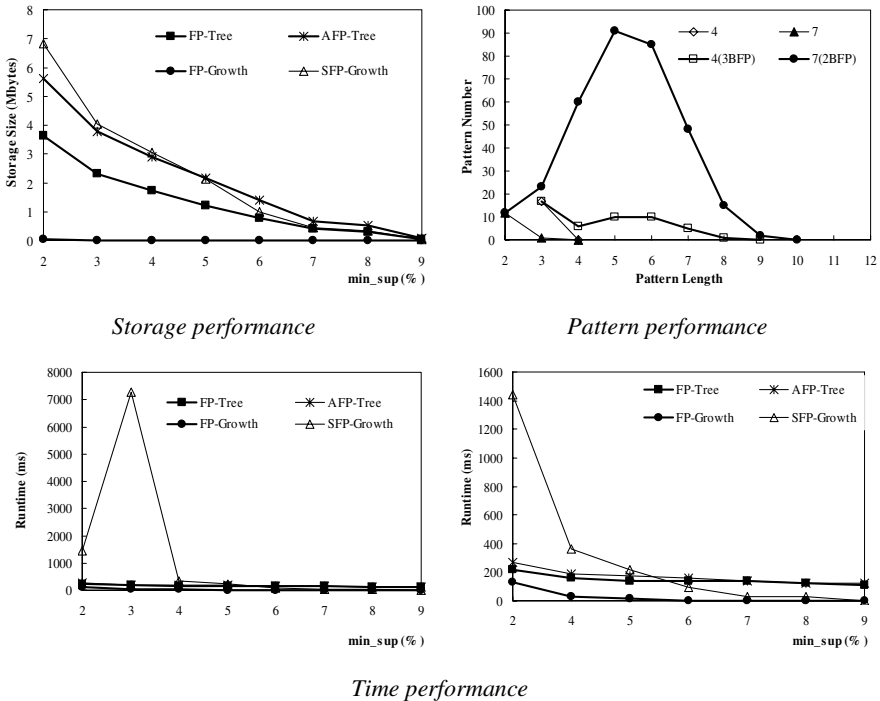 8
7
6
5
4
3
2
1
0
Storage Size (Mbytes)
FP-Tree
AFP-Tree
FP-Growth
SFP-Growth
2 3 4 5 6 7 8 9
min_sup (% )
Storage performance
100
90
80
70
60
50
40
30
20
10
0
Pattern Number
4
7
4(3BFP)
7(2BFP)
2 3 4 5 6 7 8 9 10 11 12
Pattern Length
Pattern performance
8000
7000
6000
5000
4000
3000
2000
1000
0
Runtime (ms)
FP-Tree
AFP-Tree
FP-Growth
SFP-Growth
2 3 4 5 6 7 8 9
min_sup (% )
1600
1400
1200
1000
800
600
400
200
0
Runtime (ms)
FP-Tree
AFP-Tree
FP-Growth
SFP-Growth
2 4 5 6 7 8 9
min_sup (% )
Time performance